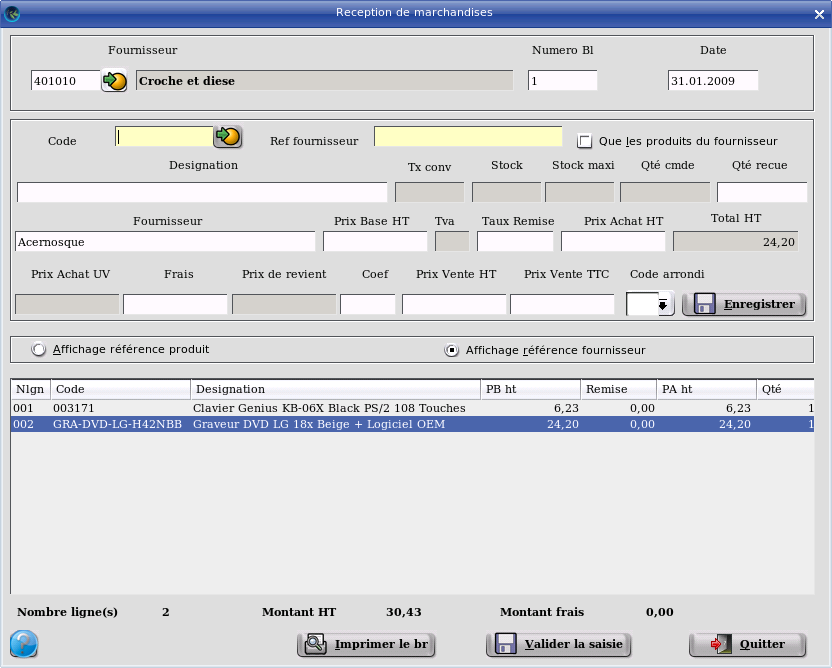 Reception de marchandises
Fournisseur Numero Bl Date
401010 Croche et diese 1 31.01.2009
Code Ref fournisseur Que les produits du fournisseur
Designation Tx conv Stock Stock maxi Qté cmde Qté recue
Fournisseur Prix Base HT Tva Taux Remise Prix Achat HT Total HT
Acernosque 24,20
Prix Achat UV Frais Prix de revient Coef Prix Vente HT Prix Vente TTC Code arrondi
Enregistrer
Affichage référence produit Affichage référence fournisseur
Nlgn Code Designation PB ht Remise PA ht Qté
001 003171 Clavier Genius KB-06X Black PS/2 108 Touches 6,23 0,00 6,23 1
002 GRA-DVD-LG-H42NBB Graveur DVD LG 18x Beige + Logiciel OEM 24,20 0,00 24,20 1
Nombre ligne(s) 2 Montant HT 30,43 Montant frais 0,00
Imprimer le br Valider la saisie Quitter